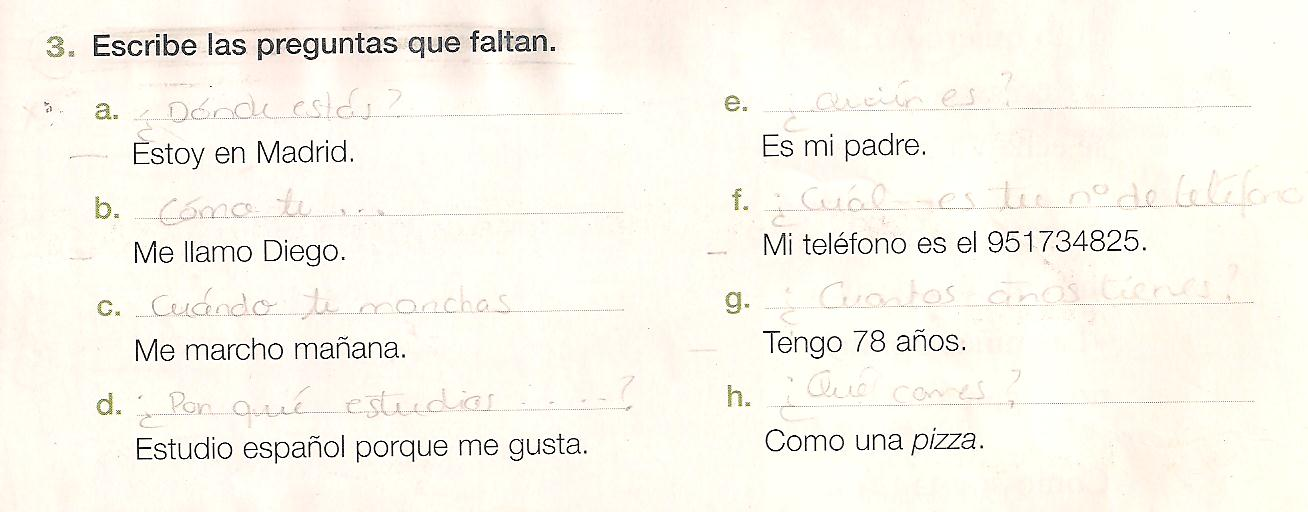 3. Escribe las preguntas que faltan.
a. ¿Dónde estás?
Estoy en Madrid.
b. Cómo te ...
Me llamo Diego.
c. Cuándo te marchas
Me marcho mañana.
d. ¿Por qué estudias .....?
Estudio español porque me gusta.
e. ¿Quién es?
Es mi padre.
f. ¿Cuál es tu nº de teléfono
Mi teléfono es el 951734825.
g. ¿Cuantos años tienes?
Tengo 78 años.
h. ¿Qué comes?
Como una pizza.